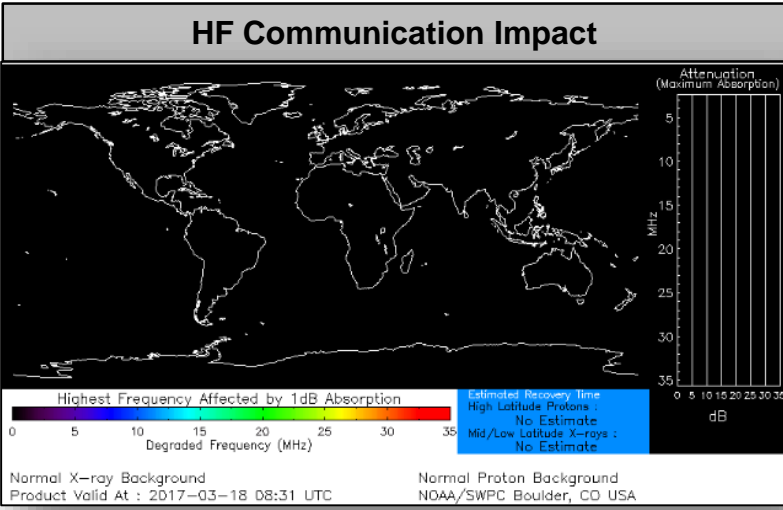 HF Communication Impact
Attenuation
(Maximum Absorption)
5
10
15
20
25
30
35
MHz
0 5 10 15 20 25 30 35
dB
Highest Frequency Affected by 1dB Absorption
0 5 10 15 20 25 30 35
Degraded Frequency (MHz)
Estimated Recovery Time
High Latitude Protons :
No Estimate
Mid/Low Latitude X-rays :
No Estimate
Normal X-ray Background
Product Valid At : 2017-03-18 08:31 UTC
Normal Proton Background
NOAA/SWPC Boulder, CO USA